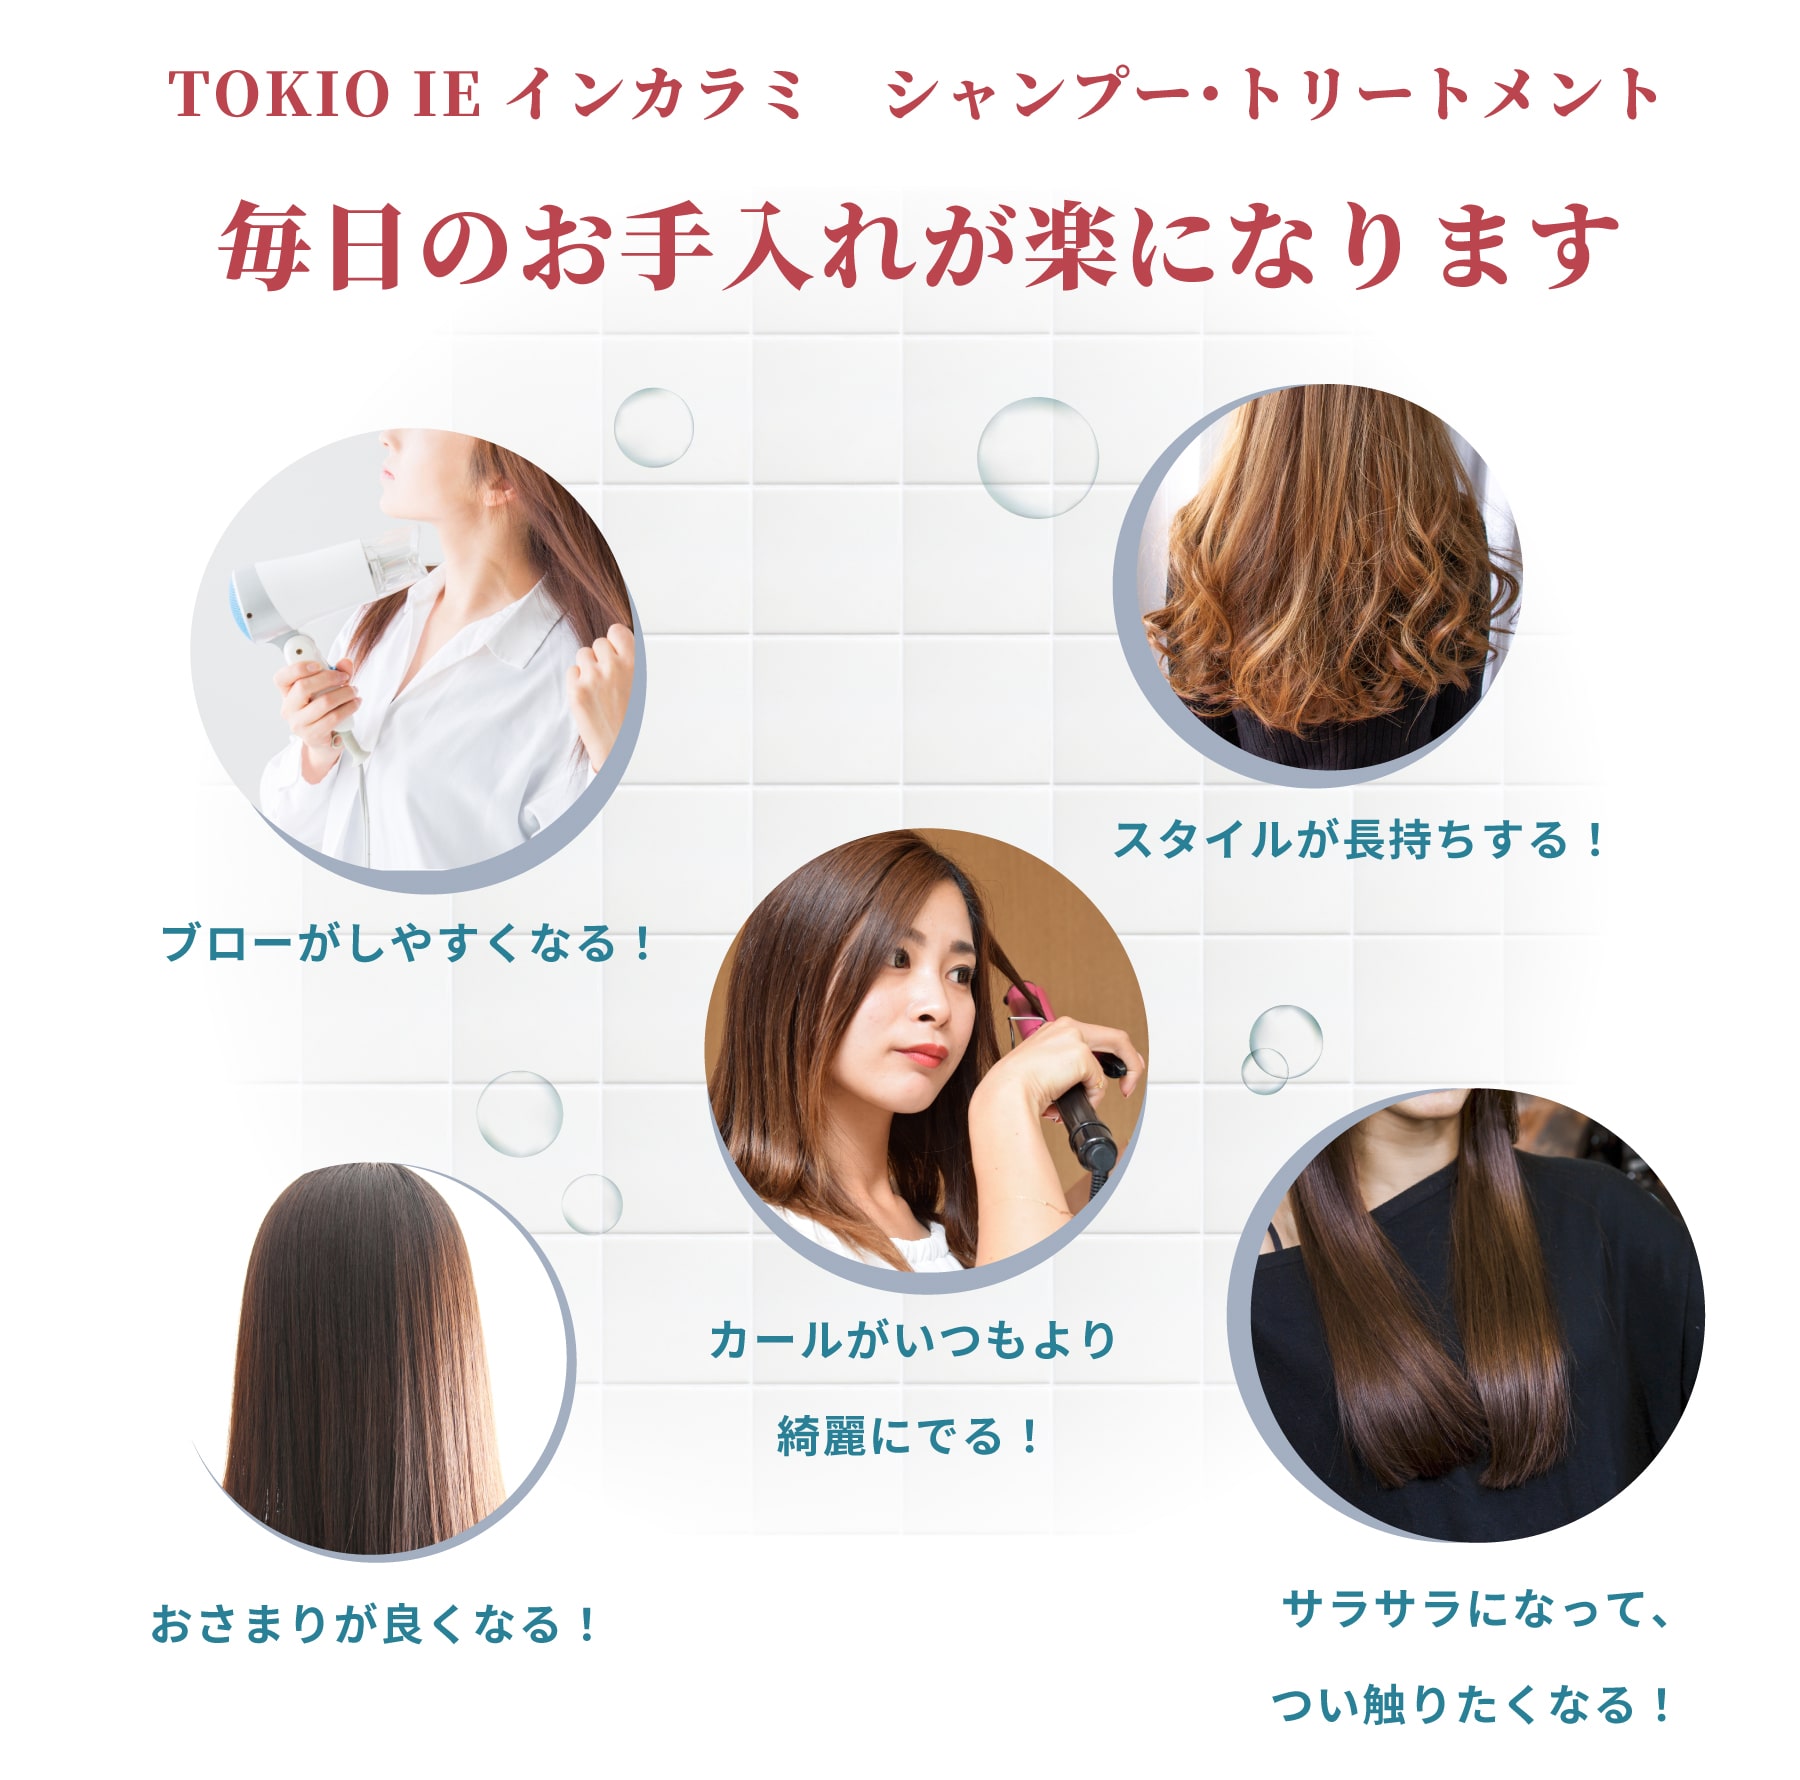 TOKIO IE インカラミ　シャンプー・トリートメント
毎日のお手入れが楽になります
スタイルが長持ちする！
ブローがしやすくなる！
カールがいつもより
綺麗にでる！
おさまりが良くなる！
サラサラになって、
つい触りたくなる！